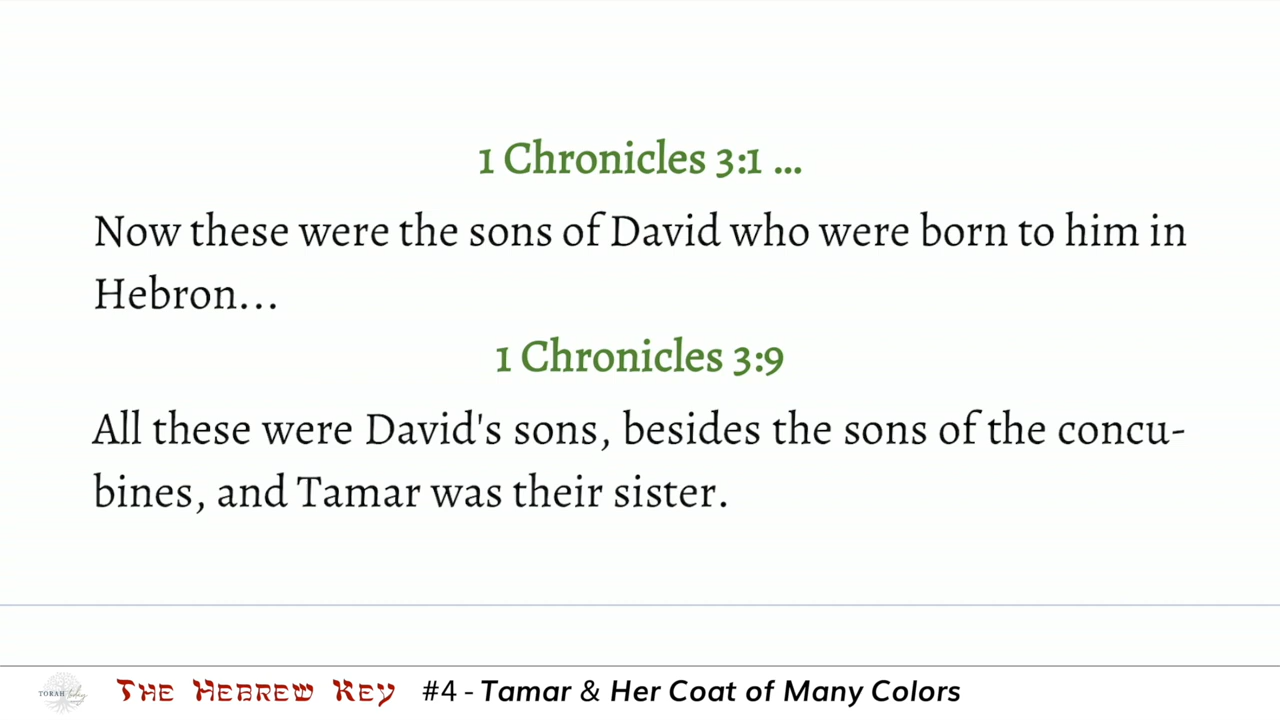 1 Chronicles 3:1 ...
Now these were the sons of David who were born to him in
Hebron...
1 Chronicles 3:9
All these were David's sons, besides the sons of the concu-
bines, and Tamar was their sister.
TORAH today The Hebrew Key #4 - Tamar & Her Coat of Many Colors